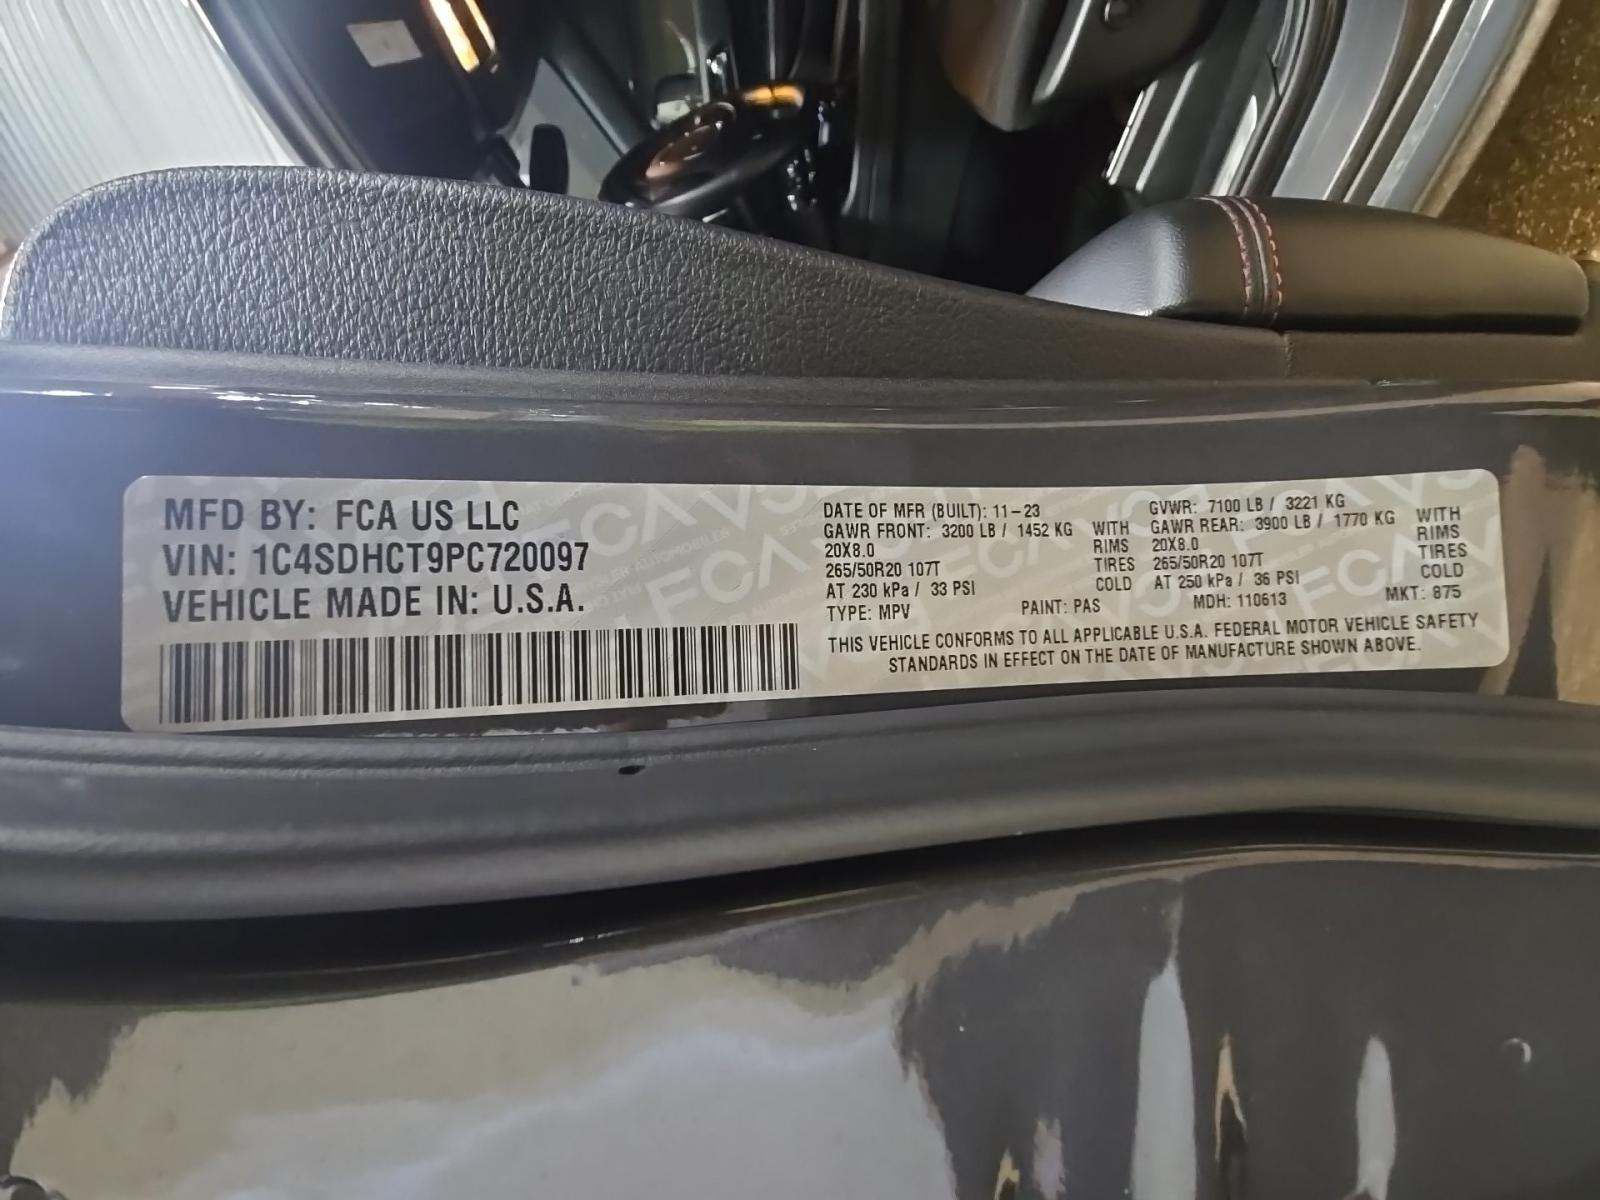 MFD BY: FCA US LLC
VIN: 1C4SDHCT9PC720097
VEHICLE MADE IN: U.S.A.
DATE OF MFR (BUILT): 11-23 GVWR: 7100 LB / 3221 KG
GAWR FRONT: 3200 LB / 1452 KG WITH GAWR REAR: 3900 LB / 1770 KG WITH
20X8.0 RIMS 20X8.0 RIMS
265/50R20 107T TIRES 265/50R20 107T TIRES
AT 230 kPa / 33 PSI COLD AT 250 kPa / 36 PSI COLD
TYPE: MPV PAINT: PAS MDH: 110613 MKT: 875
THIS VEHICLE CONFORMS TO ALL APPLICABLE U.S.A. FEDERAL MOTOR VEHICLE SAFETY
STANDARDS IN EFFECT ON THE DATE OF MANUFACTURE SHOWN ABOVE.